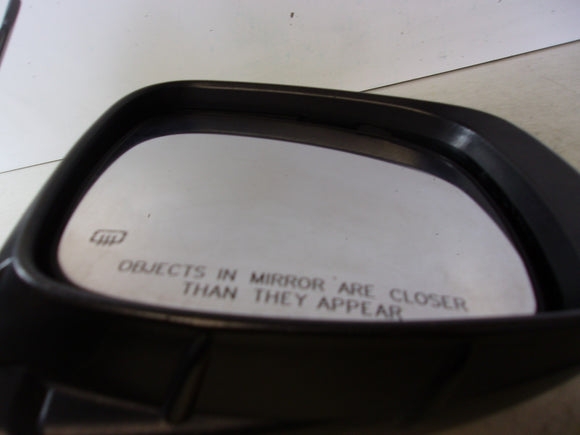 OBJECTS IN MIRROR ARE CLOSER
THAN THEY APPEAR